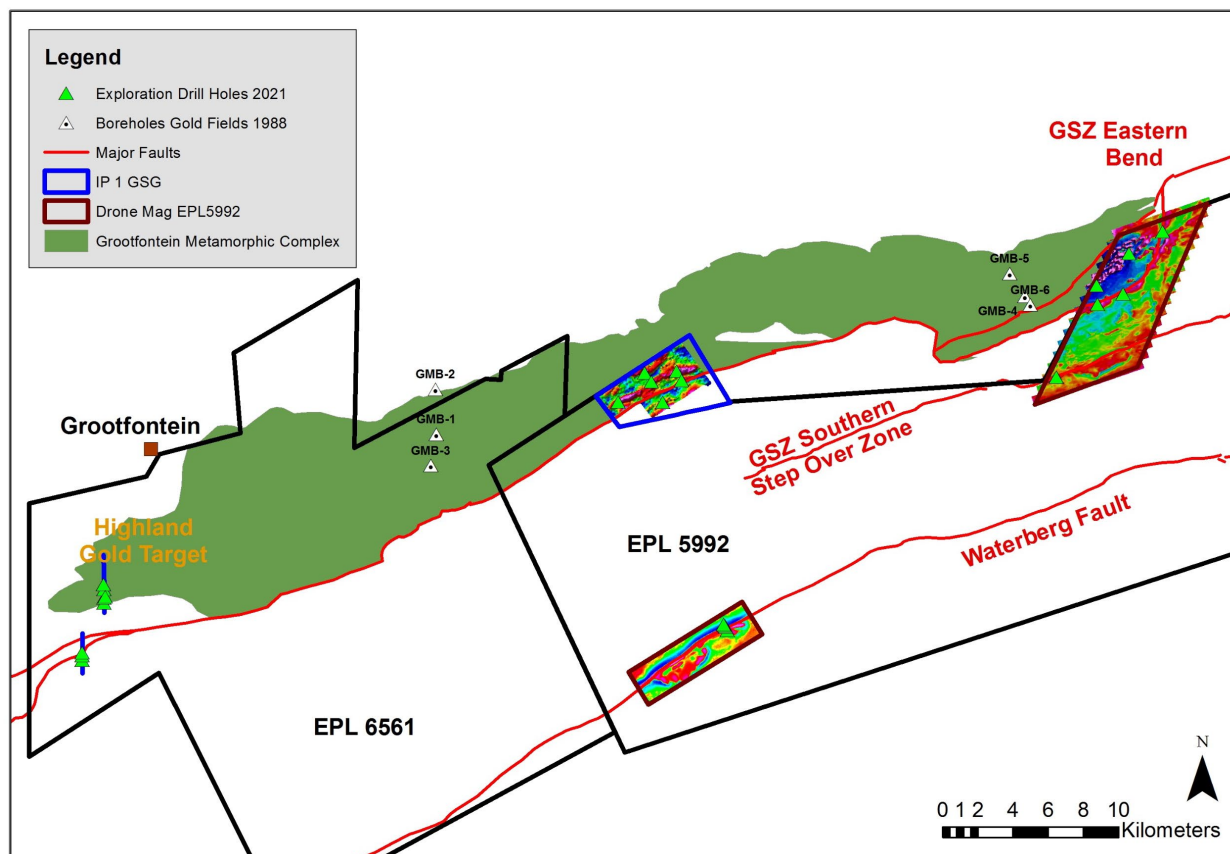 Legend
Exploration Drill Holes 2021
Boreholes Gold Fields 1988
Major Faults
IP 1 GSG
Drone Mag EPL5992
Grootfontein Metamorphic Complex
GSZ Eastern
Bend
GMB-5
GMB-6
GMB-4
GMB-2
GMB-1
GMB-3
Grootfontein
GSZ Southern
Step Over Zone
Highland
Gold Target
EPL 5992
Waterberg Fault
EPL 6561
N
0 1 2 4 6 8 10
Kilometers